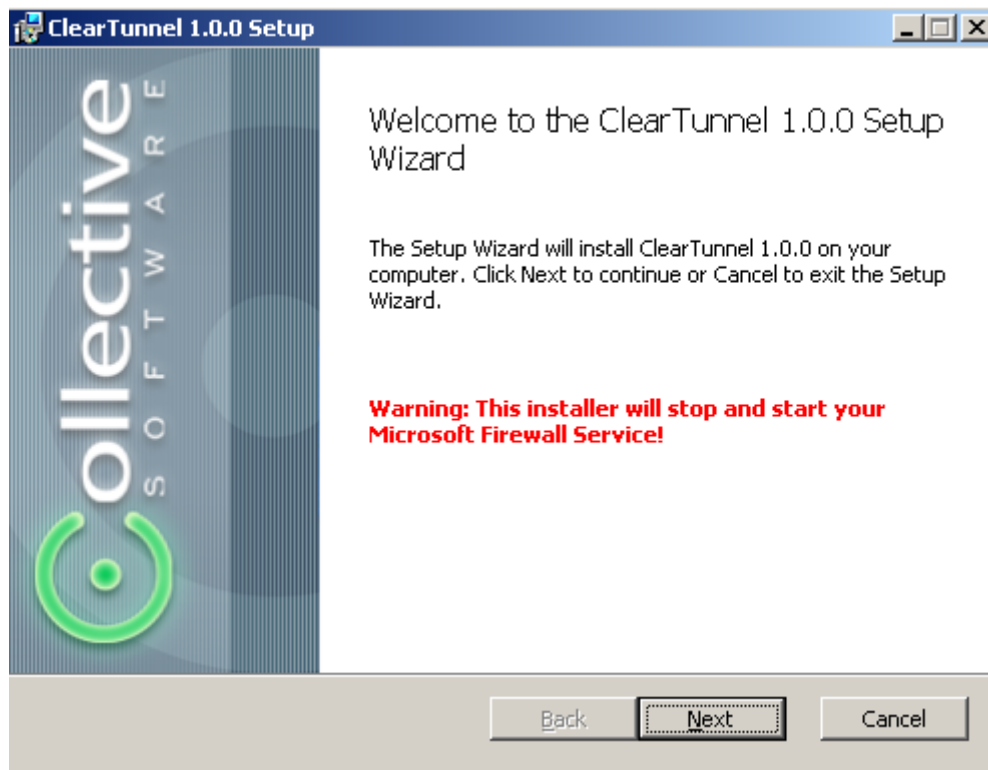 ClearTunnel 1.0.0 Setup
Collective
SOFTWARE
Welcome to the ClearTunnel 1.0.0 Setup
Wizard
The Setup Wizard will install ClearTunnel 1.0.0 on your
computer. Click Next to continue or Cancel to exit the Setup
Wizard.
Warning: This installer will stop and start your
Microsoft Firewall Service!
Back
Next
Cancel